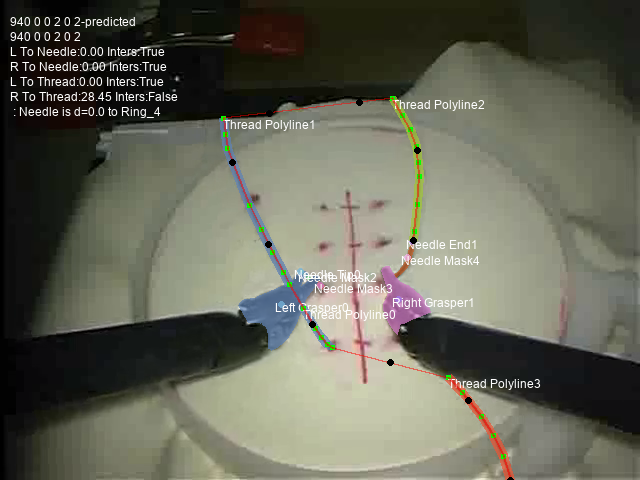 940 0 0 2 0 2-predicted
940 0 0 2 0 2
L To Needle:0.00 Inters:True
R To Needle:0.00 Inters:True
L To Thread:0.00 Inters:True
R To Thread:28.45 Inters:False
: Needle is d=0.0 to Ring_4
Thread Polyline2
Thread Polyline1
Needle End1
Needle Mask4
Needle Tip0
Needle Mask2
Needle Mask3
Right Grasper1
Left Grasper0
Thread Polyline0
Thread Polyline3